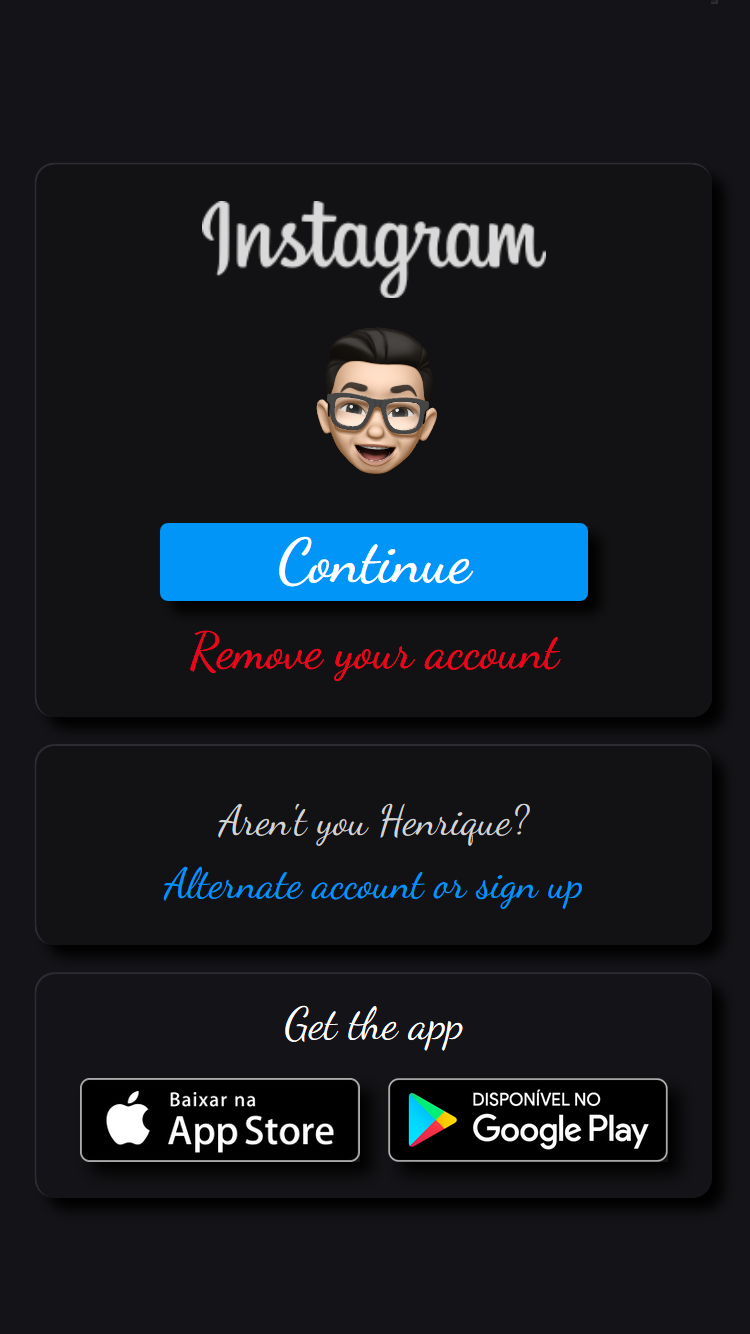 Instagram
Continue
Remove your account
Aren't you Henrique?
Alternate account or sign up
Get the app
Baixar na
App Store
DISPONÍVEL NO
Google Play